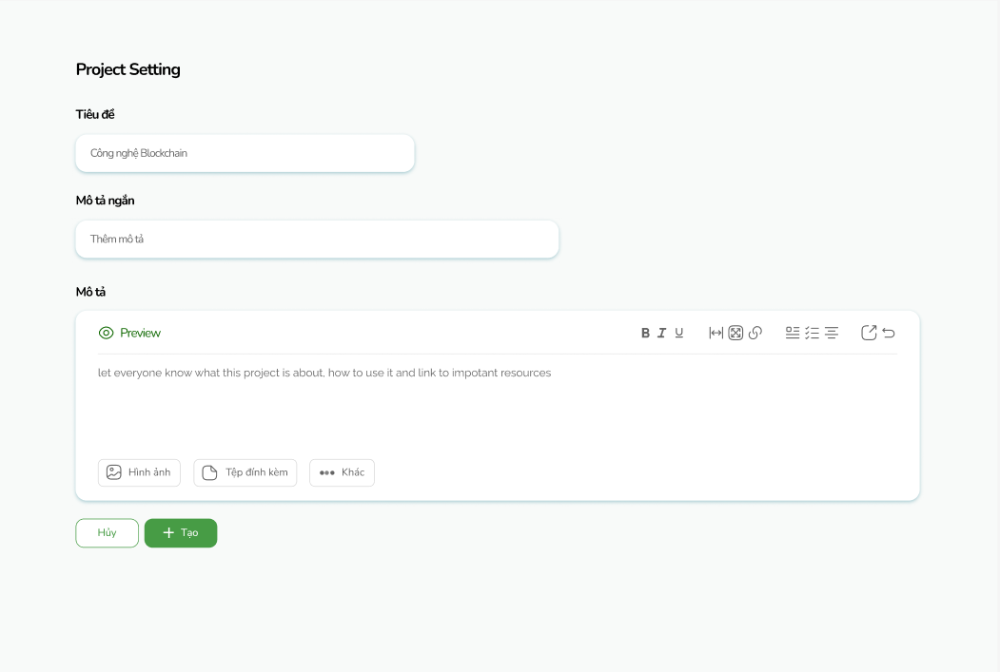 Project Setting
Tiêu đề
Công nghệ Blockchain
Mô tả ngắn
Thêm mô tả
Mô tả
Preview
B I U
let everyone know what this project is about, how to use it and link to impotant resources
Hình ảnh Tệp đính kèm Khác
Hủy Tạo